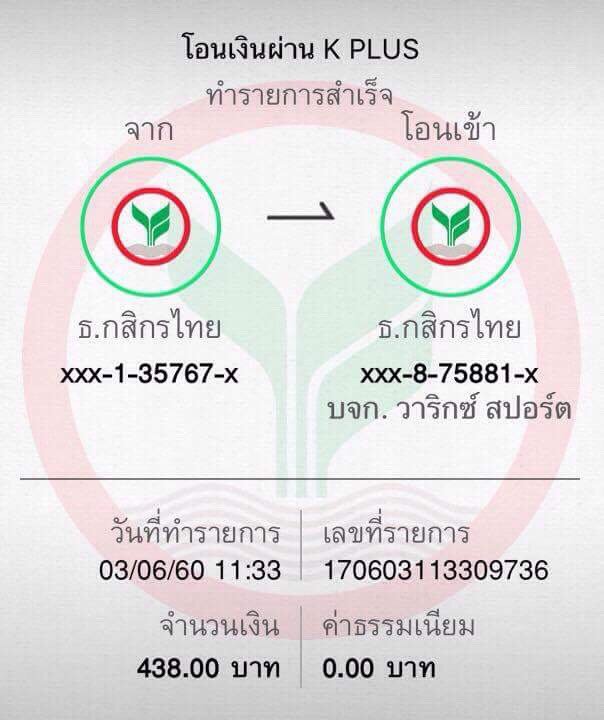 โอนเงินผ่าน K PLUS
ทำรายการสำเร็จ
จาก
โอนเข้า
ธ.กสิกรไทย
ธ.กสิกรไทย
xxx-1-35767-x
xxx-8-75881-x
บจก. วาริกซ์ สปอร์ต
วันที่ทำรายการ
เลขที่รายการ
03/06/60 11:33
170603113309736
จำนวนเงิน
ค่าธรรมเนียม
438.00 บาท
0.00 บาท